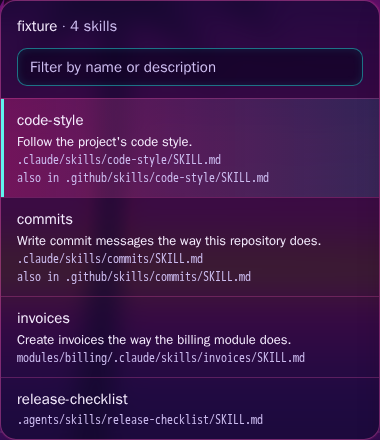 fixture · 4 skills
Filter by name or description
code-style
Follow the project's code style.
.claude/skills/code-style/SKILL.md
also in .github/skills/code-style/SKILL.md
commits
Write commit messages the way this repository does.
.claude/skills/commits/SKILL.md
also in .github/skills/commits/SKILL.md
invoices
Create invoices the way the billing module does.
modules/billing/.claude/skills/invoices/SKILL.md
release-checklist
.agents/skills/release-checklist/SKILL.md